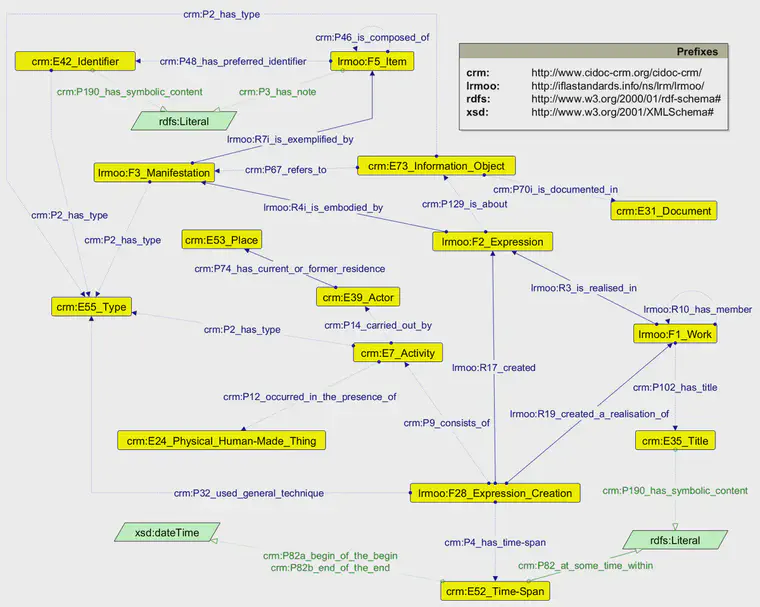 crm:P2_has_type
crm:P46_is_composed_of
crm:E42_Identifier
crm:P48_has_preferred_identifier
lrmoo:F5_Item
Prefixes
crm: http://www.cidoc-crm.org/cidoc-crm/
lrmoo: http://iflastandards.info/ns/lrm/lrmoo/
rdfs: http://www.w3.org/2000/01/rdf-schema#
xsd: http://www.w3.org/2001/XMLSchema#
crm:P190_has_symbolic_content
crm:P3_has_note
rdfs:Literal
lrmoo:R7i_is_exemplified_by
lrmoo:F3_Manifestation
crm:P67_refers_to
crm:E73_Information_Object
crm:P70i_is_documented_in
crm:P129_is_about
lrmoo:R4i_is_embodied_by
crm:E31_Document
crm:P2_has_type
crm:P2_has_type
crm:E53_Place
lrmoo:F2_Expression
crm:P74_has_current_or_former_residence
lrmoo:R3_is_realised_in
crm:E39_Actor
crm:E55_Type
lrmoo:R10_has_member
crm:P2_has_type
crm:P14_carried_out_by
lrmoo:F1_Work
crm:E7_Activity
lrmoo:R17_created
crm:P102_has_title
crm:P12_occurred_in_the_presence_of
lrmoo:R19_created_a_realisation_of
crm:P9_consists_of
crm:E24_Physical_Human-Made_Thing
crm:E35_Title
crm:P32_used_general_technique
lrmoo:F28_Expression_Creation
crm:P190_has_symbolic_content
xsd:dateTime
crm:P4_has_time-span
rdfs:Literal
crm:P82a_begin_of_the_begin
crm:P82b_end_of_the_end
crm:P82_at_some_time_within
crm:E52_Time-Span